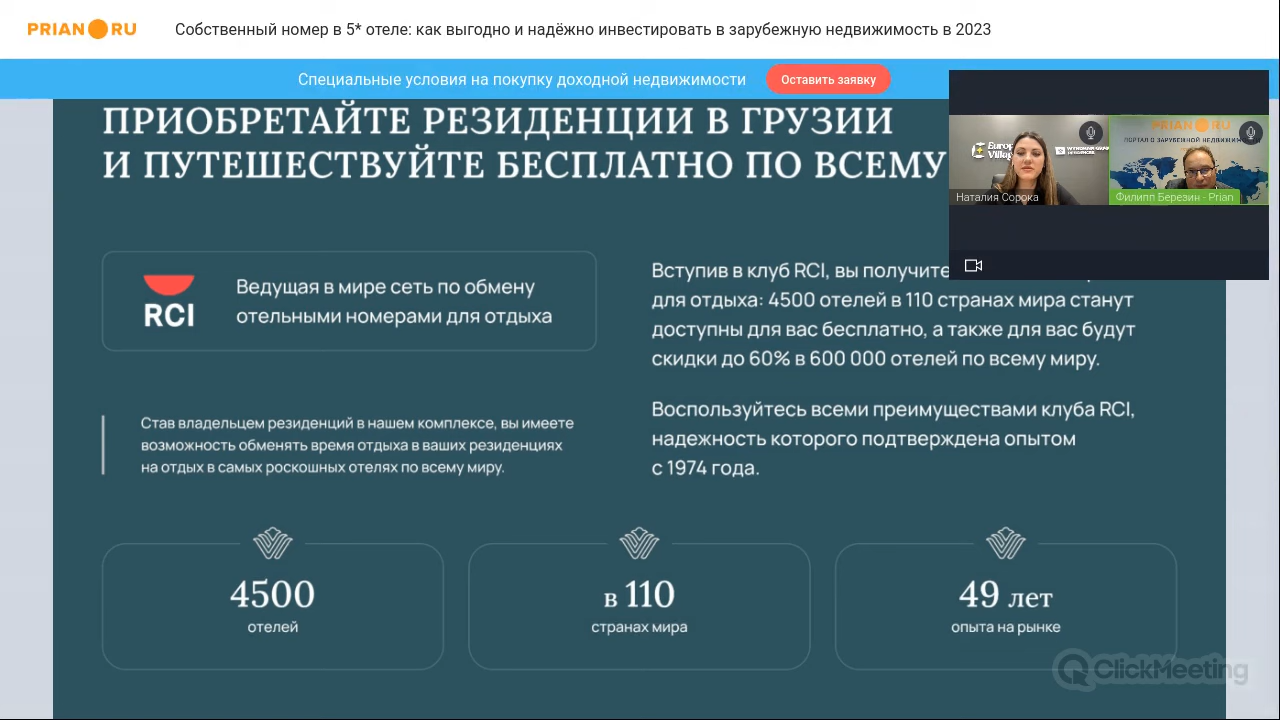 PRIAN RU
Собственный номер в 5* отеле: как выгодно и надёжно инвестировать в зарубежную недвижимость в 2023
Специальные условия на покупку доходной недвижимости
Оставить заявку
ПРИОБРЕТАЙТЕ РЕЗИДЕНЦИИ В ГРУЗИИ
И ПУТЕШЕСТВУЙТЕ БЕСПЛАТНО ПО ВСЕМУ
PRIAN RU
Наталия Сорока
Филипп Березин - Prian
RCI
Ведущая в мире сеть по обмену
отельными номерами для отдыха
Став владельцем резиденций в нашем комплексе, вы имеете
возможность обменять время отдыха в ваших резиденциях
на отдых в самых роскошных отелях по всему миру.
Вступив в клуб RCI, вы получите
для отдыха: 4500 отелей в 110 странах мира станут
доступны для вас бесплатно, а также для вас будут
скидки до 60% в 600 000 отелей по всему миру.
Воспользуйтесь всеми преимуществами клуба RCI,
надежность которого подтверждена опытом
с 1974 года.
4500
отелей
в 110
странах мира
49 лет
опыта на рынке
ClickMeeting